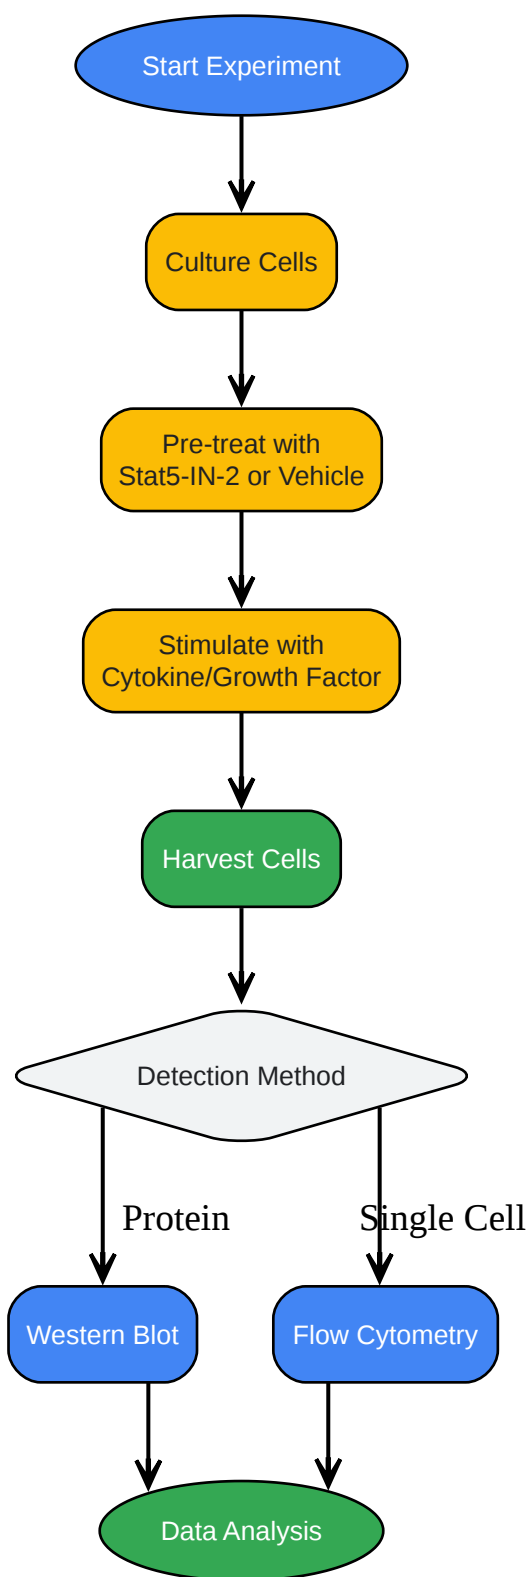 Start Experiment
Culture Cells
Pre-treat with
Stat5-IN-2 or Vehicle
Stimulate with
Cytokine/Growth Factor
Harvest Cells
Detection Method
Protein
Single Cell
Western Blot
Flow Cytometry
Data Analysis